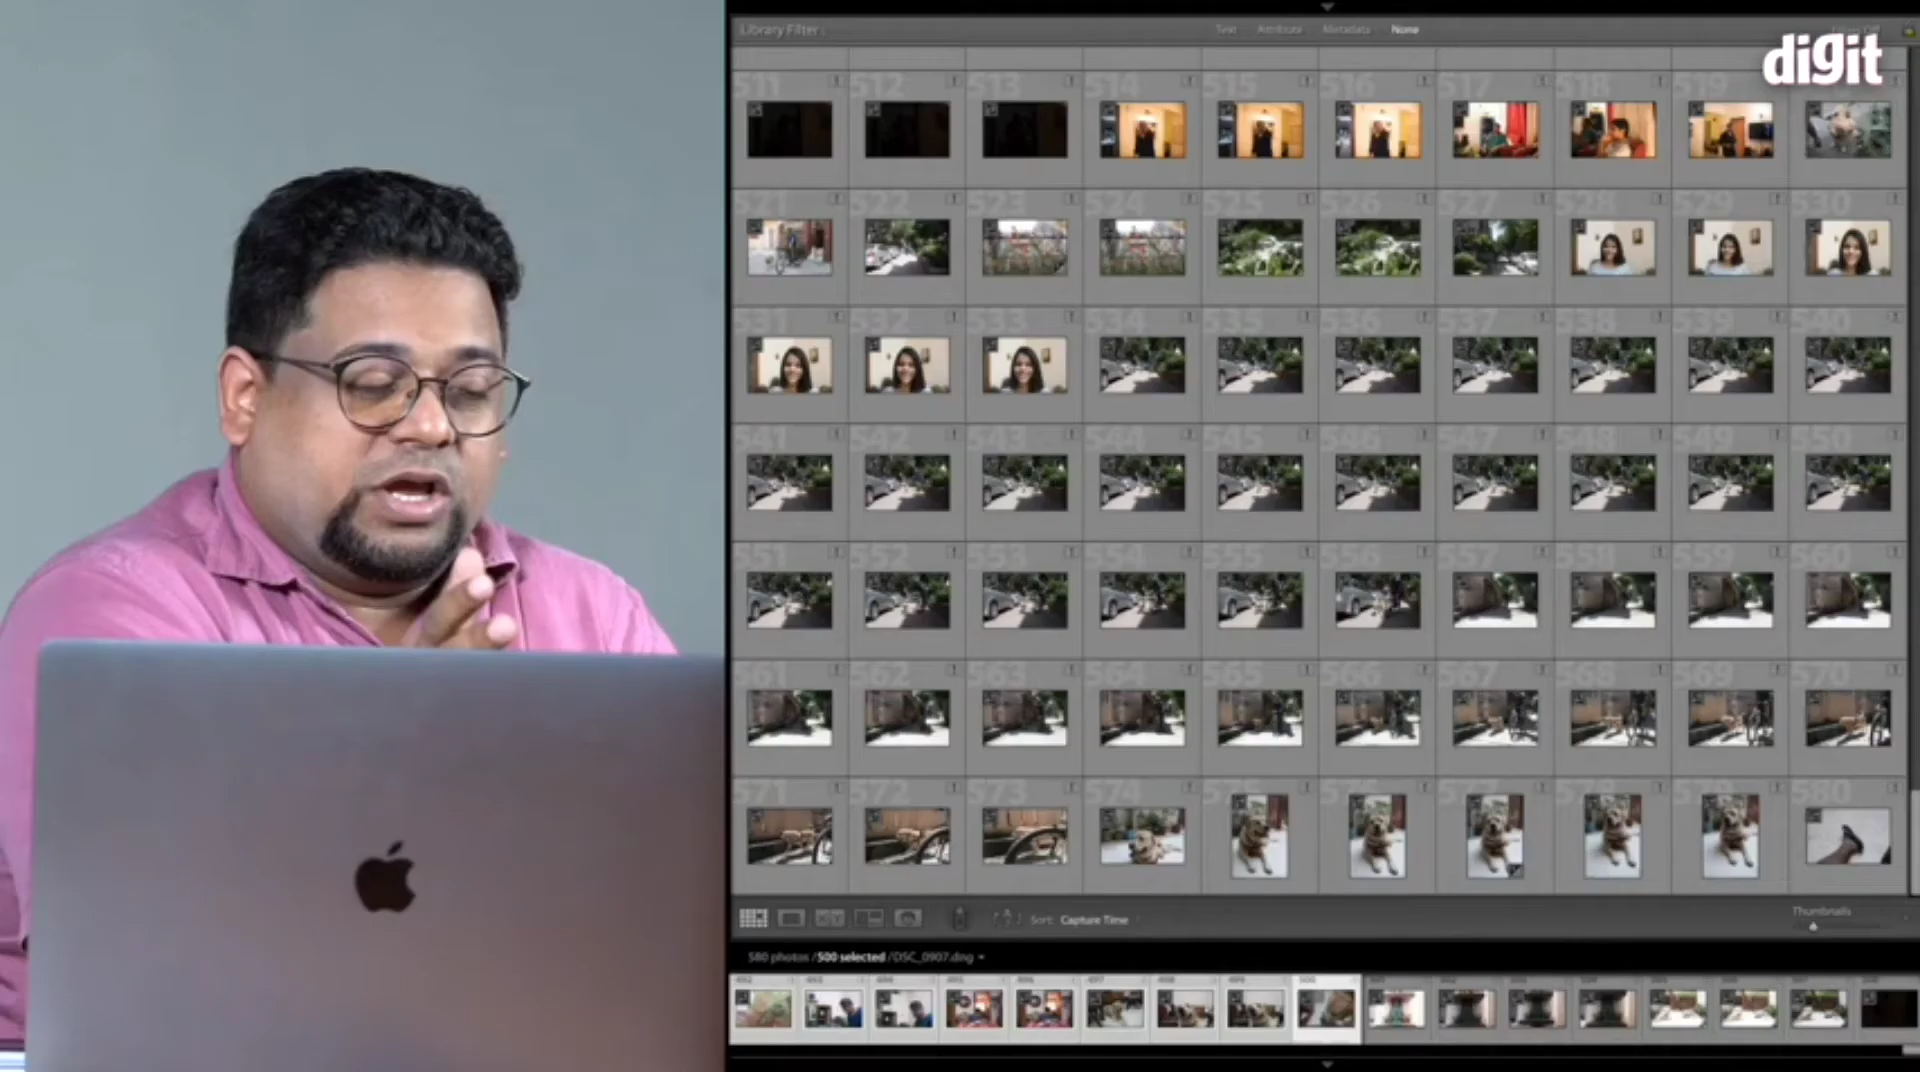 Library Filter:
Text Attribute Metadata None
digit
511 512 513 514 515 516 517 518 519
521 522 523 524 525 526 527 528 529 530
531 532 533 534 535 536 537 538 539 540
541 542 543 544 545 546 547 548 549 550
551 552 553 554 555 556 557 558 559 560
561 562 563 564 565 566 567 568 569 570
571 572 573 574 580
Sort: Capture Time
Thumbnails
580 photos / 500 selected / DSC_0907.dng